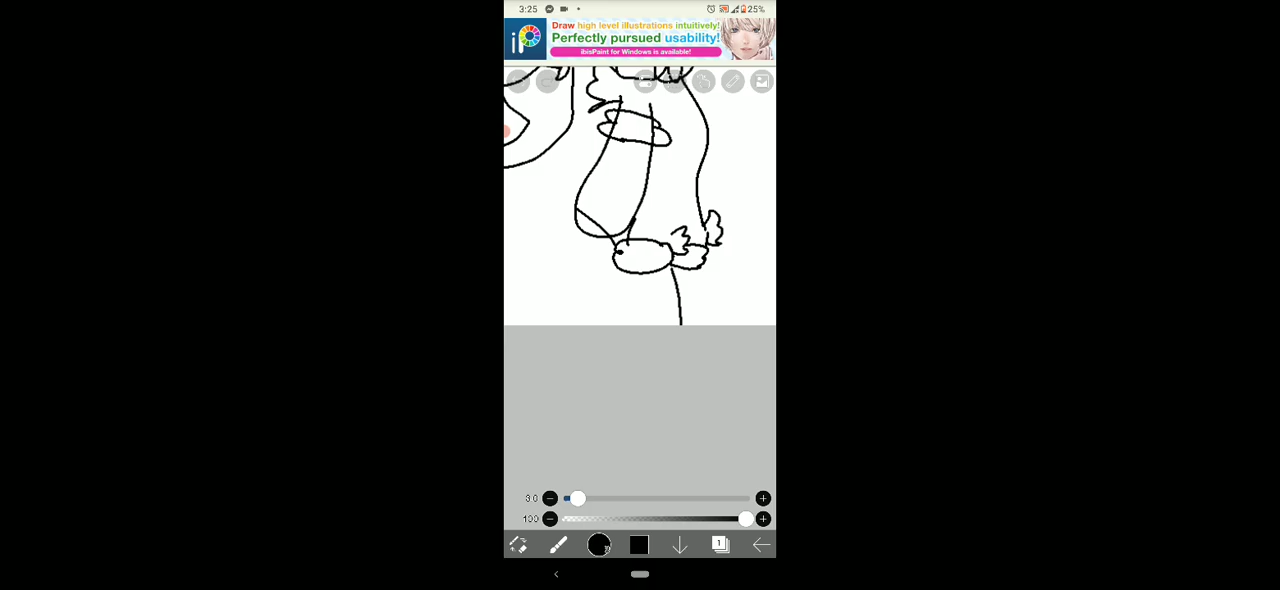 3:25
25%
iP
Draw high level illustrations intuitively!
Perfectly pursued usability!
ibisPaint for Windows is available!
3.0
100
1